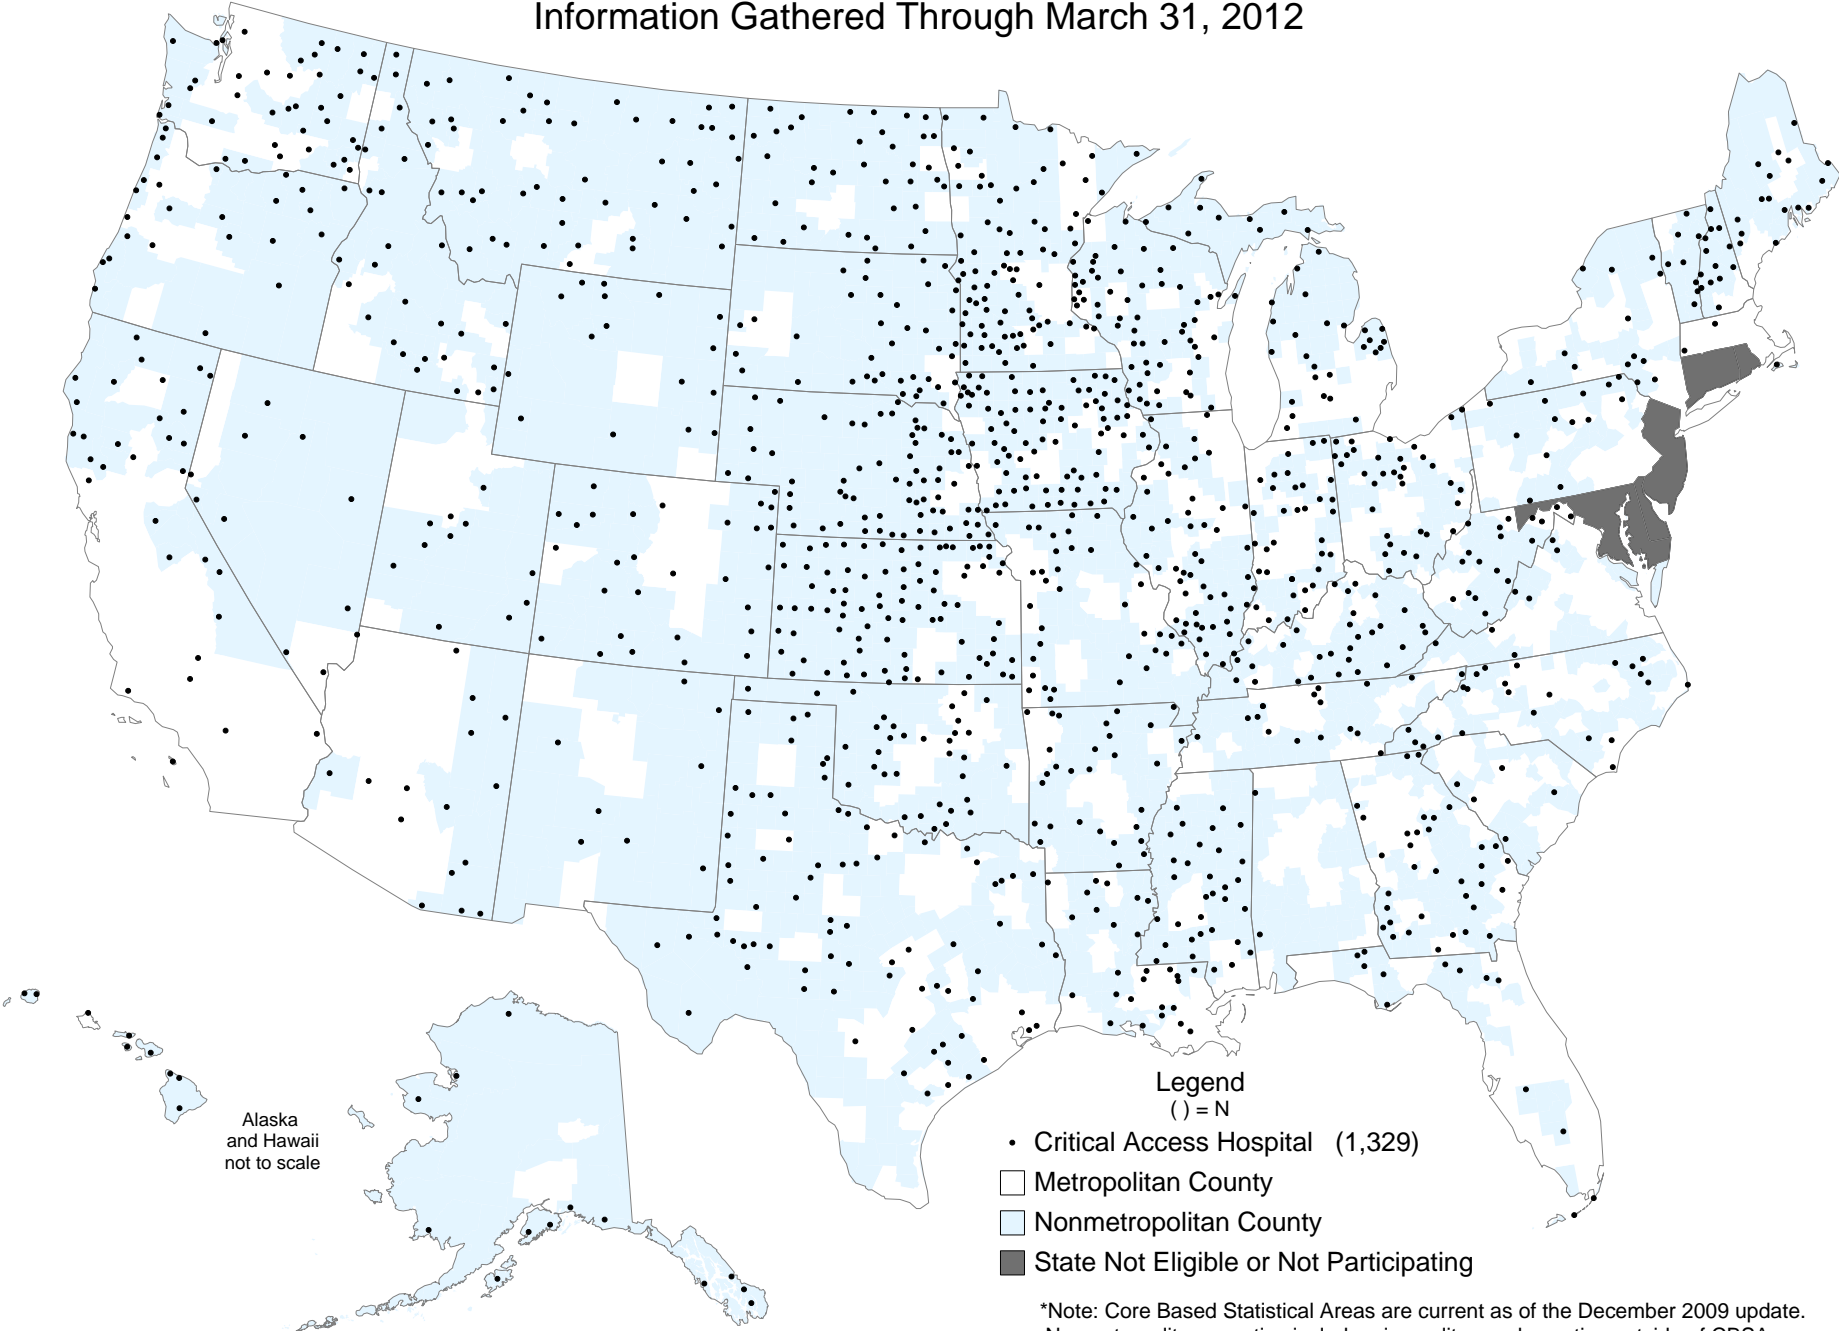 Information Gathered Through March 31, 2012
Alaska
and Hawaii
not to scale
Legend
( ) = N
Critical Access Hospital (1,329)
Metropolitan County
Nonmetropolitan County
State Not Eligible or Not Participating
*Note: Core Based Statistical Areas are current as of the December 2009 update.